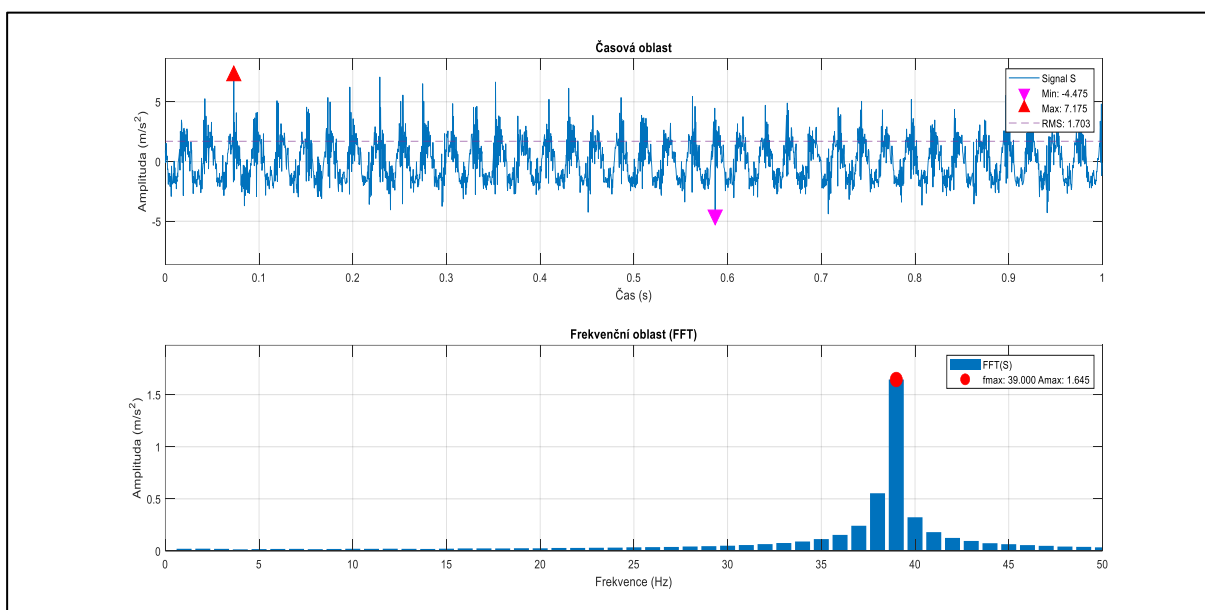 Časová oblast
Amplituda (m/s²)
5
0
-5
0
0.1
0.2
0.3
0.4
0.5
0.6
0.7
0.8
0.9
1
Čas (s)
Signal S
Min: -4.475
Max: 7.175
RMS: 1.703
Frekvenční oblast (FFT)
Amplituda (m/s²)
1.5
1
0.5
0
0
5
10
15
20
25
30
35
40
45
50
Frekvence (Hz)
FFT(S)
fmax: 39.000 Amax: 1.645